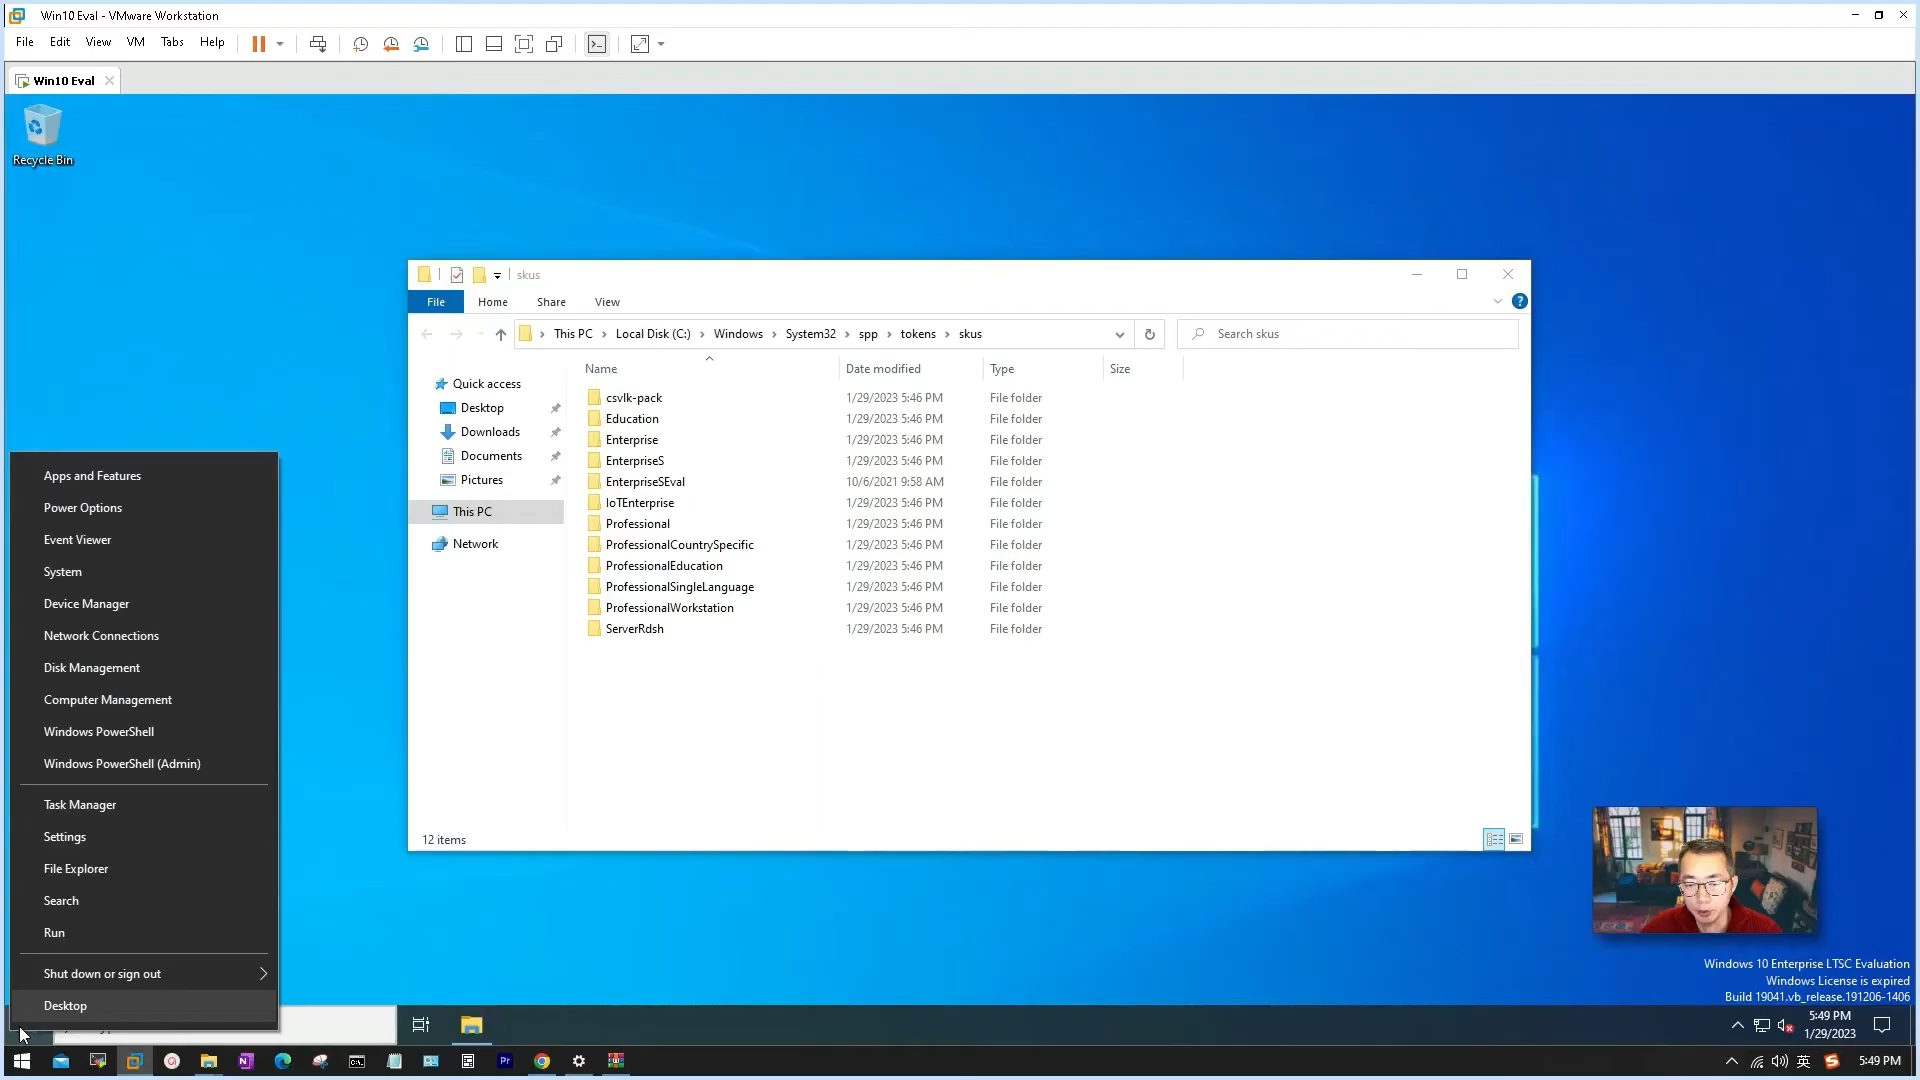 Win10 Eval - VMware Workstation
File Edit View VM Tabs Help
Win10 Eval
Recycle Bin
skus
File Home Share View
This PC Local Disk (C:) Windows System32 spp tokens skus
Search skus
Name Date modified Type Size
Quick access
Desktop
Downloads
Documents
Pictures
This PC
Network
csvlk-pack 1/29/2023 5:46 PM File folder
Education 1/29/2023 5:46 PM File folder
Enterprise 1/29/2023 5:46 PM File folder
EnterpriseS 1/29/2023 5:46 PM File folder
EnterpriseSEval 10/6/2021 9:58 AM File folder
IoTEnterprise 1/29/2023 5:46 PM File folder
Professional 1/29/2023 5:46 PM File folder
ProfessionalCountrySpecific 1/29/2023 5:46 PM File folder
ProfessionalEducation 1/29/2023 5:46 PM File folder
ProfessionalSingleLanguage 1/29/2023 5:46 PM File folder
ProfessionalWorkstation 1/29/2023 5:46 PM File folder
ServerRdsh 1/29/2023 5:46 PM File folder
12 items
Apps and Features
Power Options
Event Viewer
System
Device Manager
Network Connections
Disk Management
Computer Management
Windows PowerShell
Windows PowerShell (Admin)
Task Manager
Settings
File Explorer
Search
Run
Shut down or sign out
Desktop
Windows 10 Enterprise LTSC Evaluation
Windows License is expired
Build 19041.vb_release.191206-1406
5:49 PM
1/29/2023
英
5:49 PM